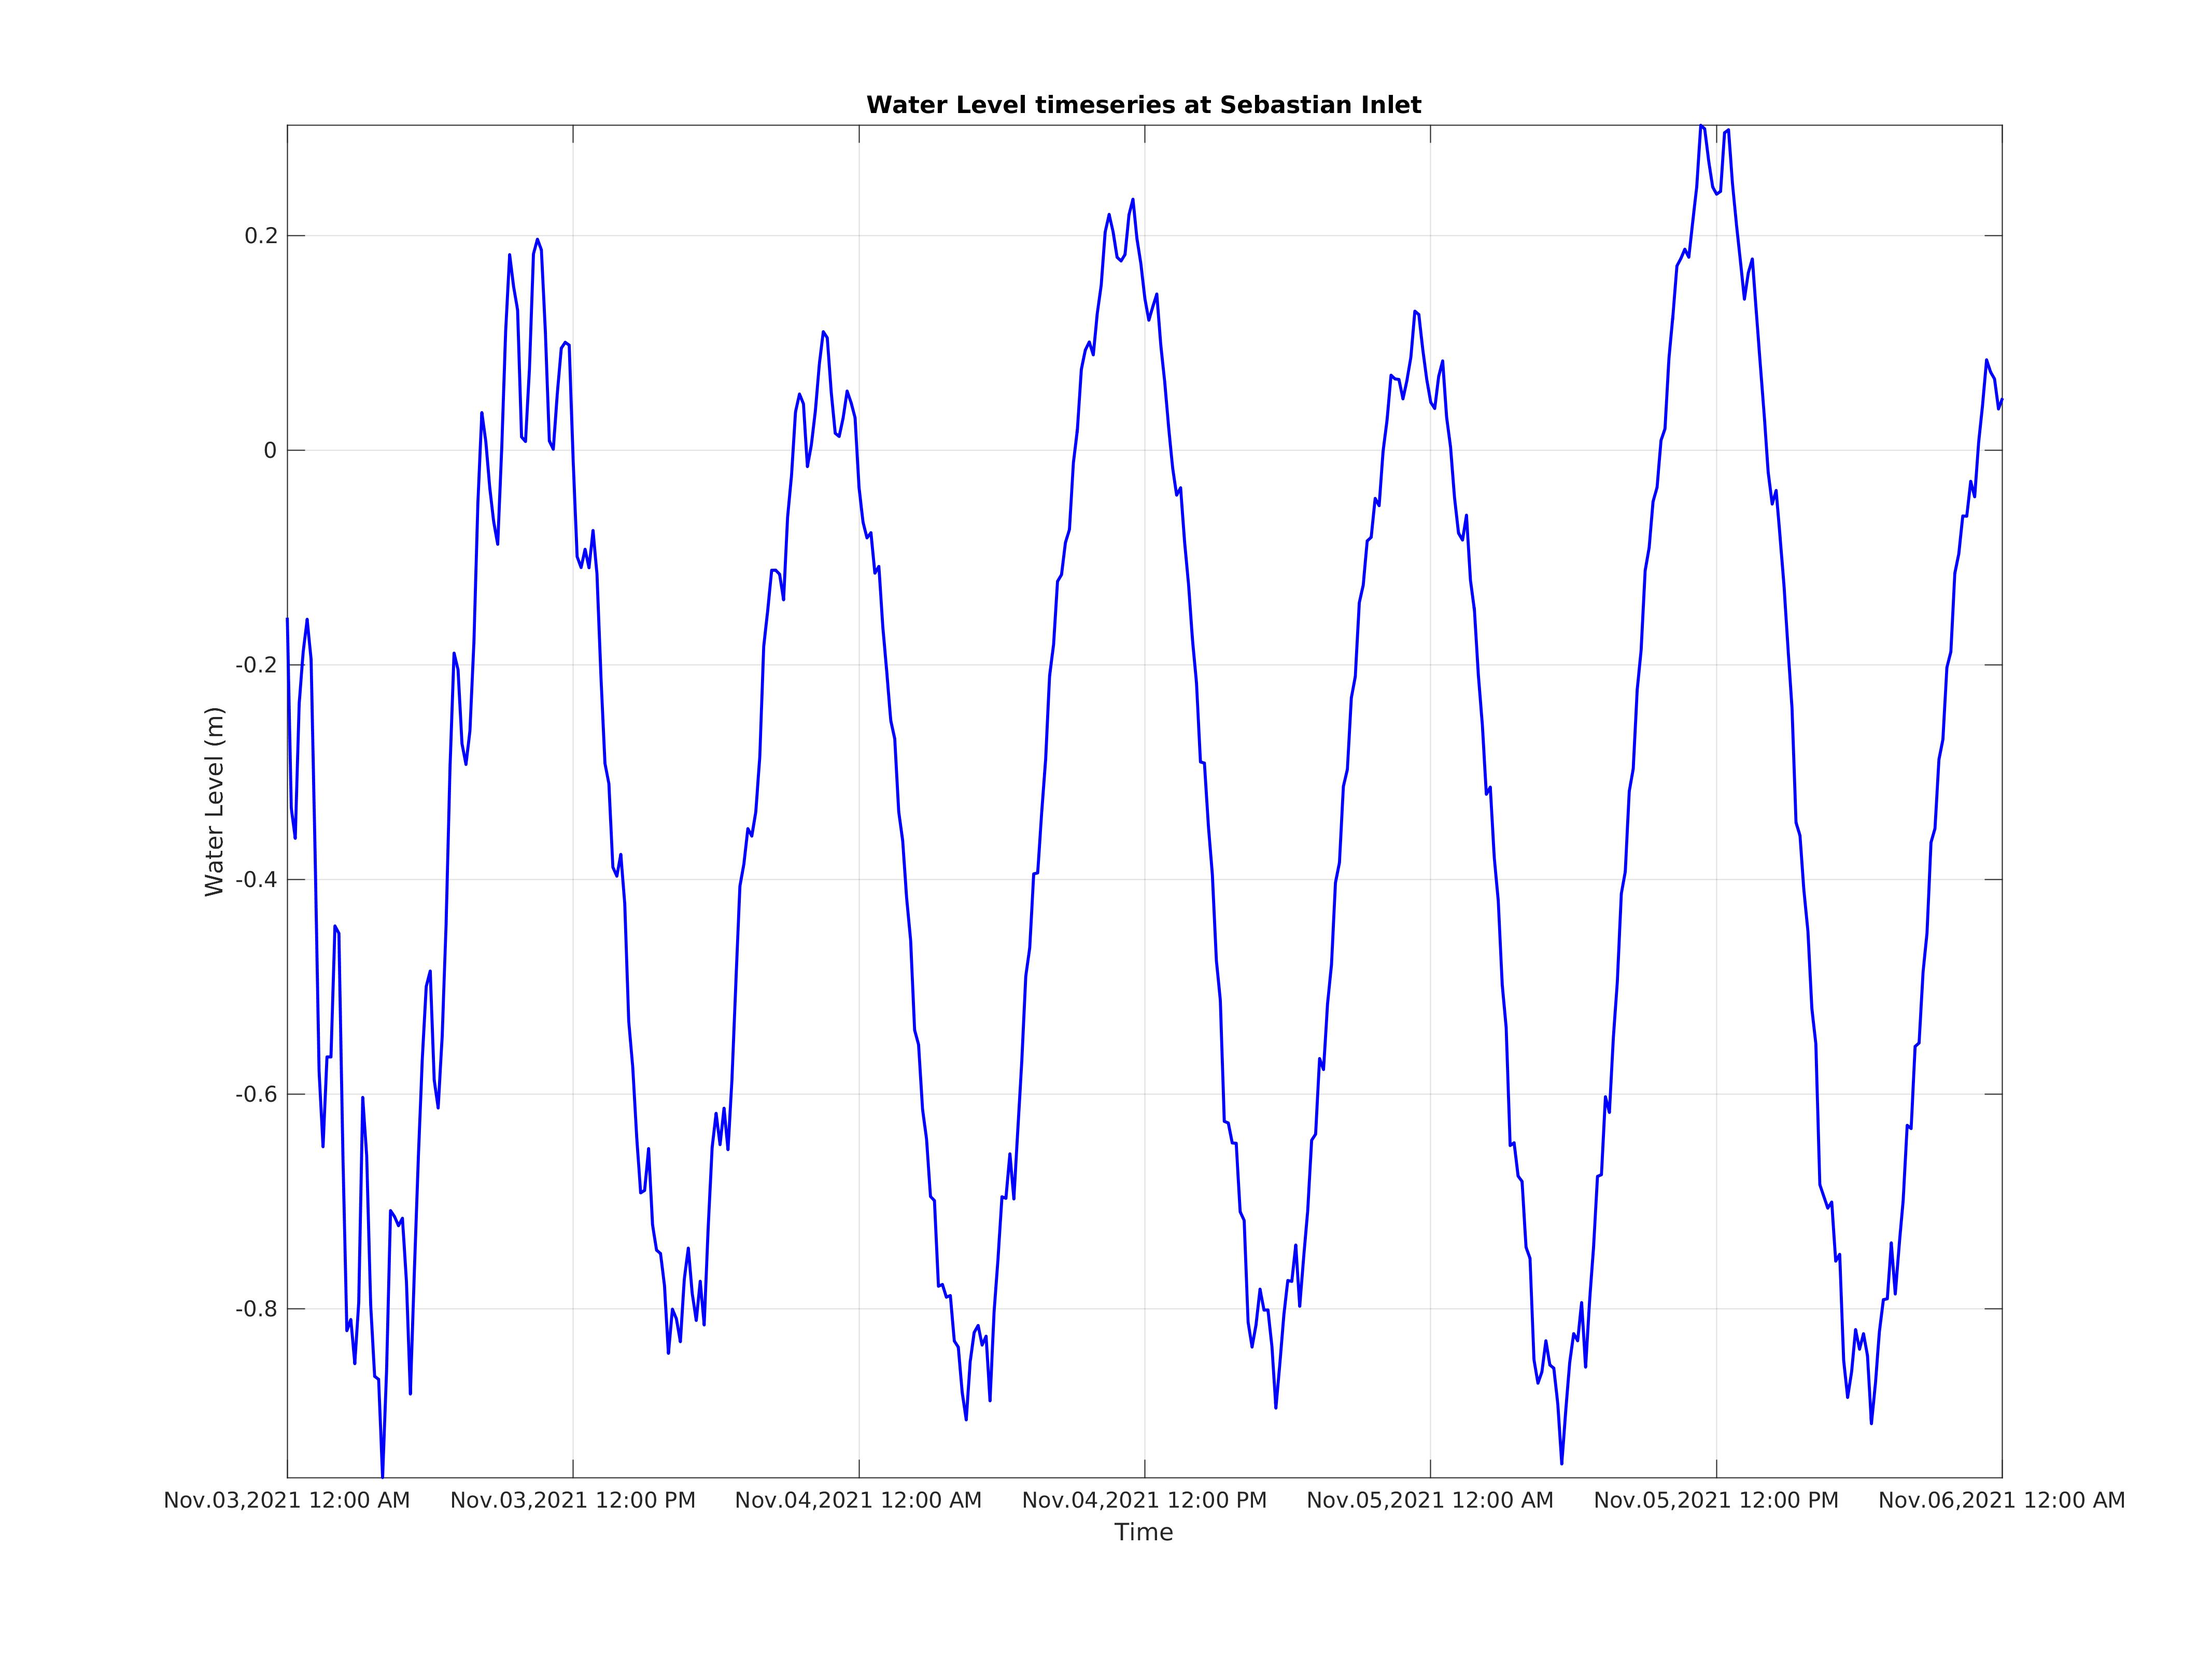 Water Level timeseries at Sebastian Inlet
0.2
0
-0.2
-0.4
-0.6
-0.8
Water Level (m)
Nov.03,2021 12:00 AM Nov.03,2021 12:00 PM Nov.04,2021 12:00 AM Nov.04,2021 12:00 PM Nov.05,2021 12:00 AM Nov.05,2021 12:00 PM Nov.06,2021 12:00 AM
Time